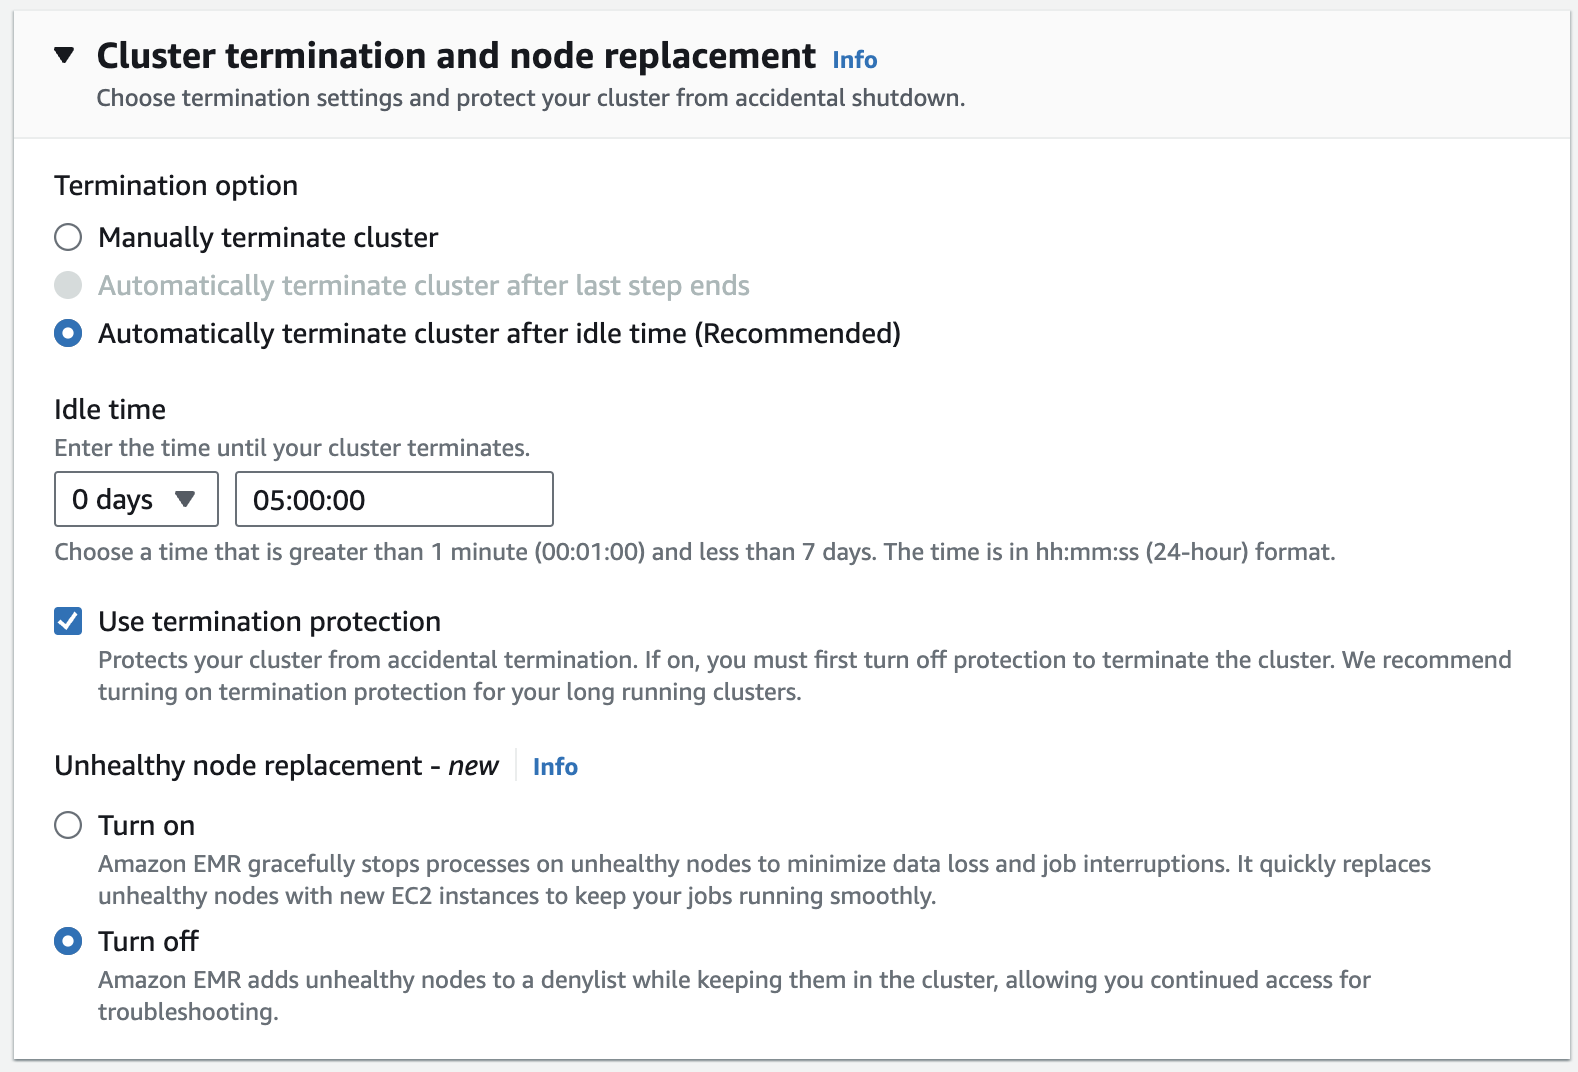 Cluster termination and node replacement Info
Choose termination settings and protect your cluster from accidental shutdown.
Termination option
Manually terminate cluster
Automatically terminate cluster after last step ends
Automatically terminate cluster after idle time (Recommended)
Idle time
Enter the time until your cluster terminates.
0 days 05:00:00
Choose a time that is greater than 1 minute (00:01:00) and less than 7 days. The time is in hh:mm:ss (24-hour) format.
Use termination protection
Protects your cluster from accidental termination. If on, you must first turn off protection to terminate the cluster. We recommend
turning on termination protection for your long running clusters.
Unhealthy node replacement - new Info
Turn on
Amazon EMR gracefully stops processes on unhealthy nodes to minimize data loss and job interruptions. It quickly replaces
unhealthy nodes with new EC2 instances to keep your jobs running smoothly.
Turn off
Amazon EMR adds unhealthy nodes to a denylist while keeping them in the cluster, allowing you continued access for
troubleshooting.